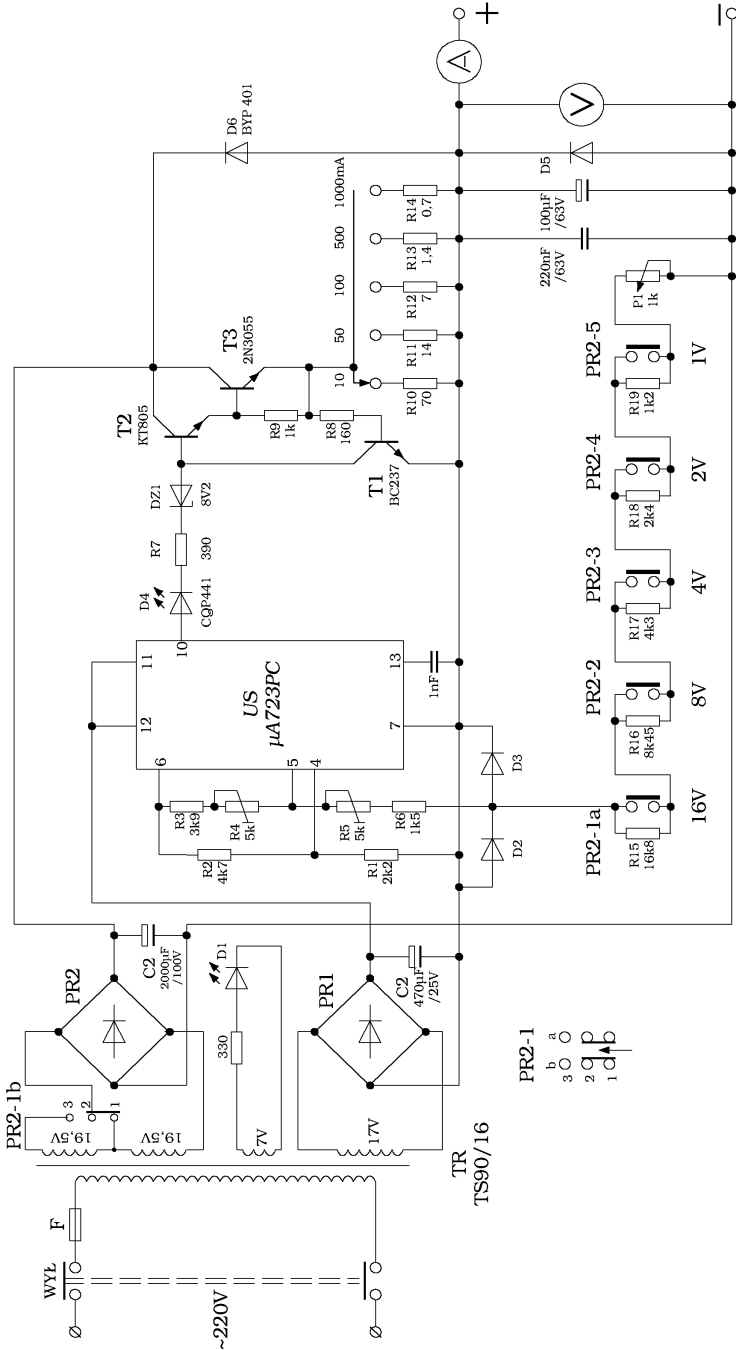 ~220V
WYŁ
F
TR
TS90/16
PR2-1b
19,5V
19,5V
3
2
1
7V
17V
PR2
C2
2000µF
/100V
330
D1
PR1
C2
470µF
/25V
PR2-1
b
a
3
2
1
R2
4k7
R1
2k2
R3
3k9
R4
5k
R5
5k
R6
1k5
D2
D3
US
µA723PC
6
5
4
12
11
10
7
13
1nF
D4
CQP441
R7
390
DZ1
8V2
T2
KT805
T3
2N3055
R9
1k
R8
160
T1
BC237
10
50
100
500
1000mA
R10
70
R11
14
R12
7
R13
1,4
R14
0,7
D6
BYP 401
220nF
/63V
100µF
/63V
D5
A
V
+
−
PR2-1a
R15
16k8
16V
PR2-2
R16
8k45
8V
PR2-3
R17
4k3
4V
PR2-4
R18
2k4
2V
PR2-5
R19
1k2
1V
P1
1k